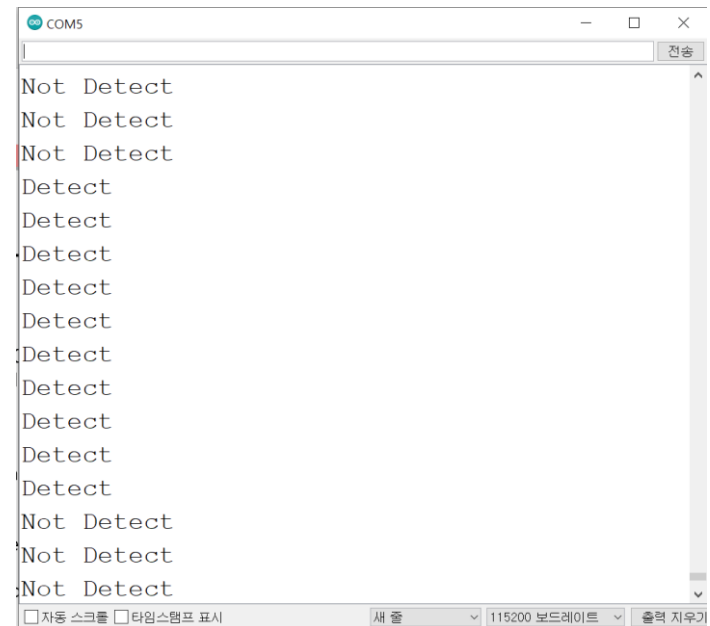 COM5
전송
Not Detect
Not Detect
Not Detect
Detect
Detect
Detect
Detect
Detect
Detect
Detect
Detect
Detect
Detect
Not Detect
Not Detect
Not Detect
자동 스크롤 타임스탬프 표시 새 줄 115200 보드레이트 출력 지우기